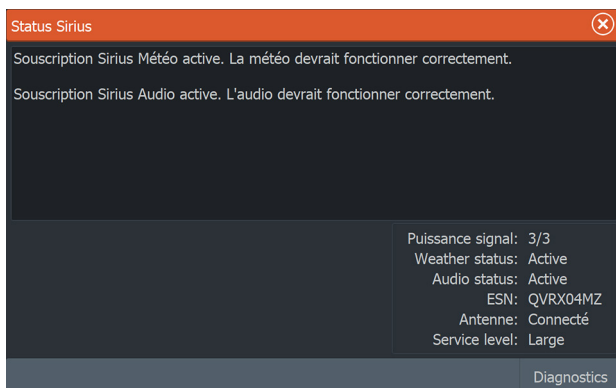 Status Sirius
Souscription Sirius Météo active. La météo devrait fonctionner correctement.
Souscription Sirius Audio active. L'audio devrait fonctionner correctement.
Puissance signal: 3/3
Weather status: Active
Audio status: Active
ESN: QVRX04MZ
Antenne: Connecté
Service level: Large
Diagnostics